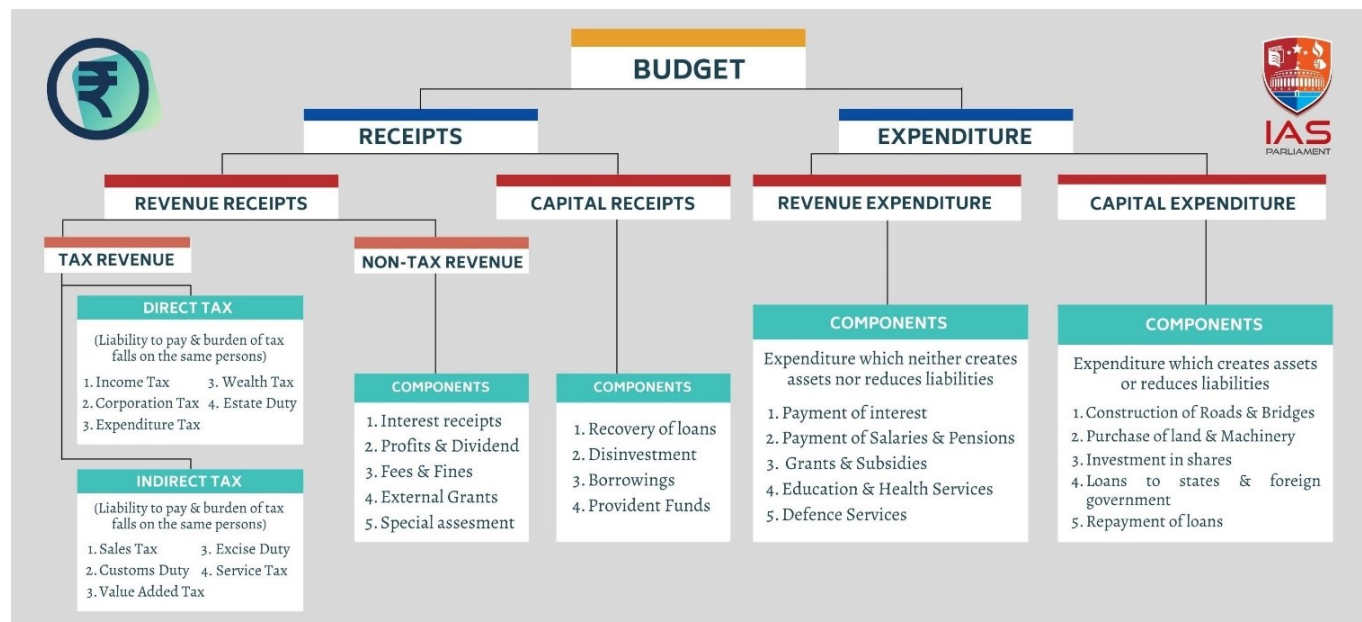 BUDGET
IAS
PARLIAMENT
RECEIPTS
EXPENDITURE
REVENUE RECEIPTS
CAPITAL RECEIPTS
REVENUE EXPENDITURE
CAPITAL EXPENDITURE
TAX REVENUE
NON-TAX REVENUE
DIRECT TAX
(Liability to pay & burden of tax
falls on the same persons)
1. Income Tax 3. Wealth Tax
2. Corporation Tax 4. Estate Duty
3. Expenditure Tax
INDIRECT TAX
(Liability to pay & burden of tax
falls on the same persons)
1. Sales Tax 3. Excise Duty
2. Customs Duty 4. Service Tax
3. Value Added Tax
COMPONENTS
1. Interest receipts
2. Profits & Dividend
3. Fees & Fines
4. External Grants
5. Special assesment
COMPONENTS
1. Recovery of loans
2. Disinvestment
3. Borrowings
4. Provident Funds
COMPONENTS
Expenditure which neither creates
assets nor reduces liabilities
1. Payment of interest
2. Payment of Salaries & Pensions
3. Grants & Subsidies
4. Education & Health Services
5. Defence Services
COMPONENTS
Expenditure which creates assets
or reduces liabilities
1. Construction of Roads & Bridges
2. Purchase of land & Machinery
3. Investment in shares
4. Loans to states & foreign
government
5. Repayment of loans